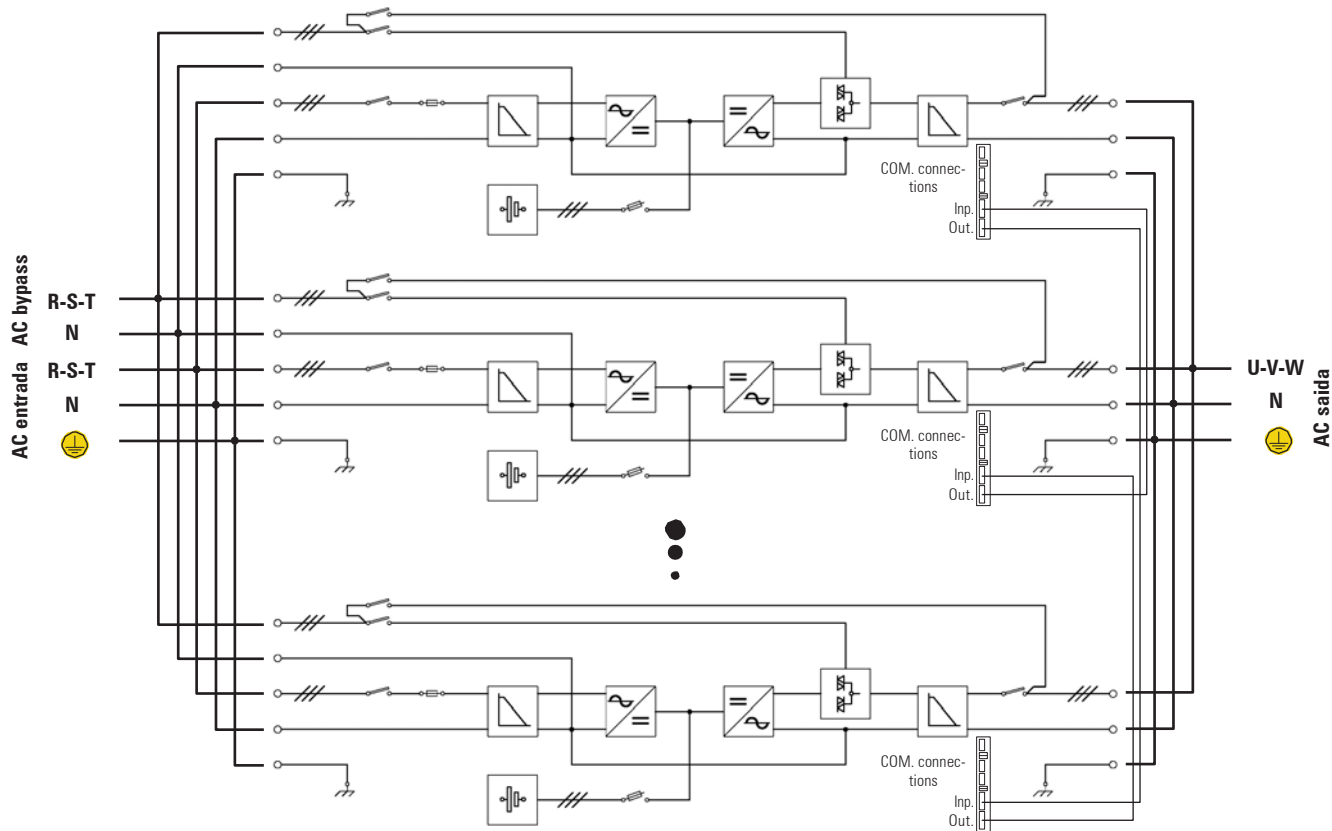 COM. connec-
tions
Inp.
Out.
AC bypass
R-S-T
N
AC entrada
R-S-T
N
U-V-W
N
AC saida
COM. connec-
tions
Inp.
Out.
COM. connec-
tions
Inp.
Out.